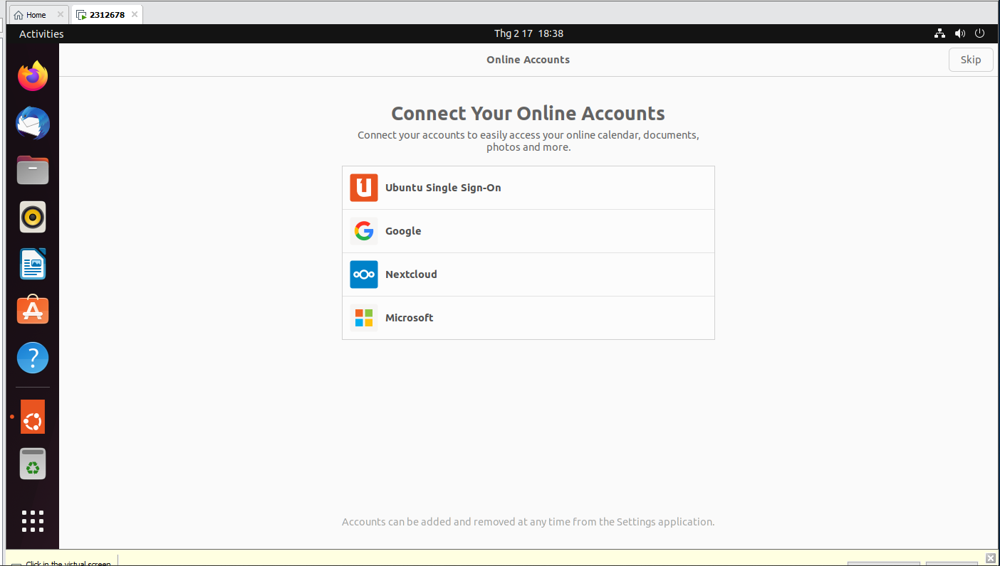 Home
2312678
Activities
Thg 2 17 18:38
Online Accounts
Skip
Connect Your Online Accounts
Connect your accounts to easily access your online calendar, documents,
photos and more.
Ubuntu Single Sign-On
Google
Nextcloud
Microsoft
Accounts can be added and removed at any time from the Settings application.
Click in the virtual screen